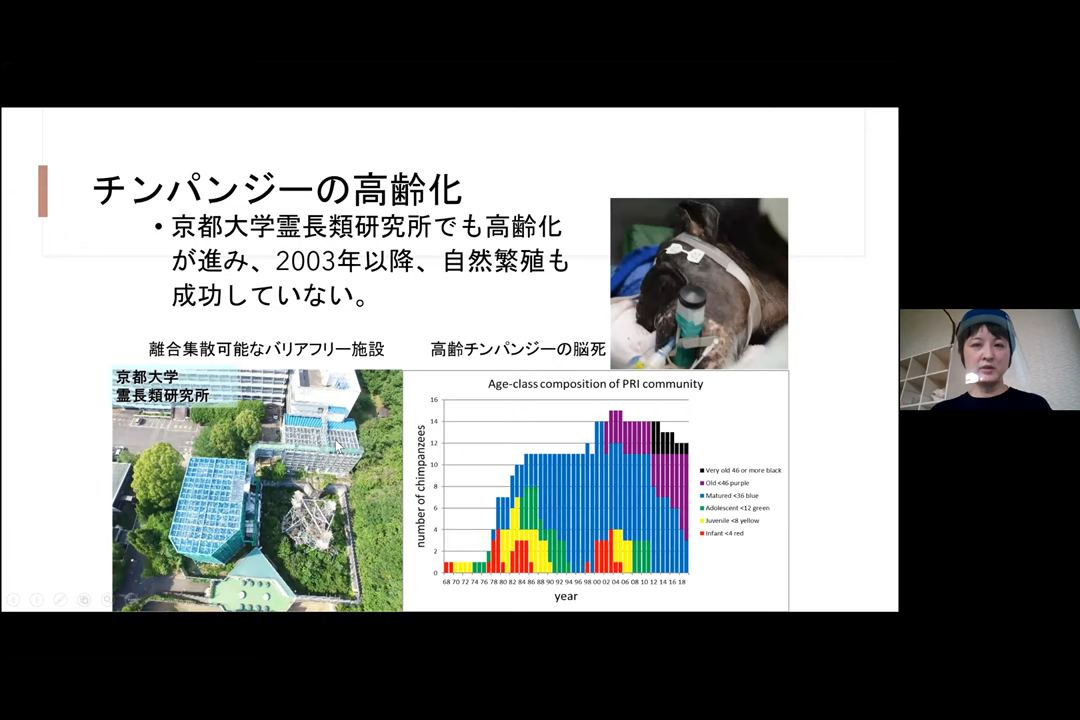 チンパンジーの高齢化
• 京都大学霊長類研究所でも高齢化
が進み、2003年以降、自然繁殖も
成功していない。
離合集散可能なバリアフリー施設
高齢チンパンジーの脳死
京都大学
霊長類研究所
Age-class composition of PRI community
number of chimpanzees
16
14
12
10
8
6
4
2
0
68 70 72 74 76 78 80 82 84 86 88 90 92 94 96 98 00 02 04 06 08 10 12 14 16 18
year
Very old 46 or more black
Old <46 purple
Matured <36 blue
Adolescent <12 green
Juvenile <8 yellow
Infant <4 red